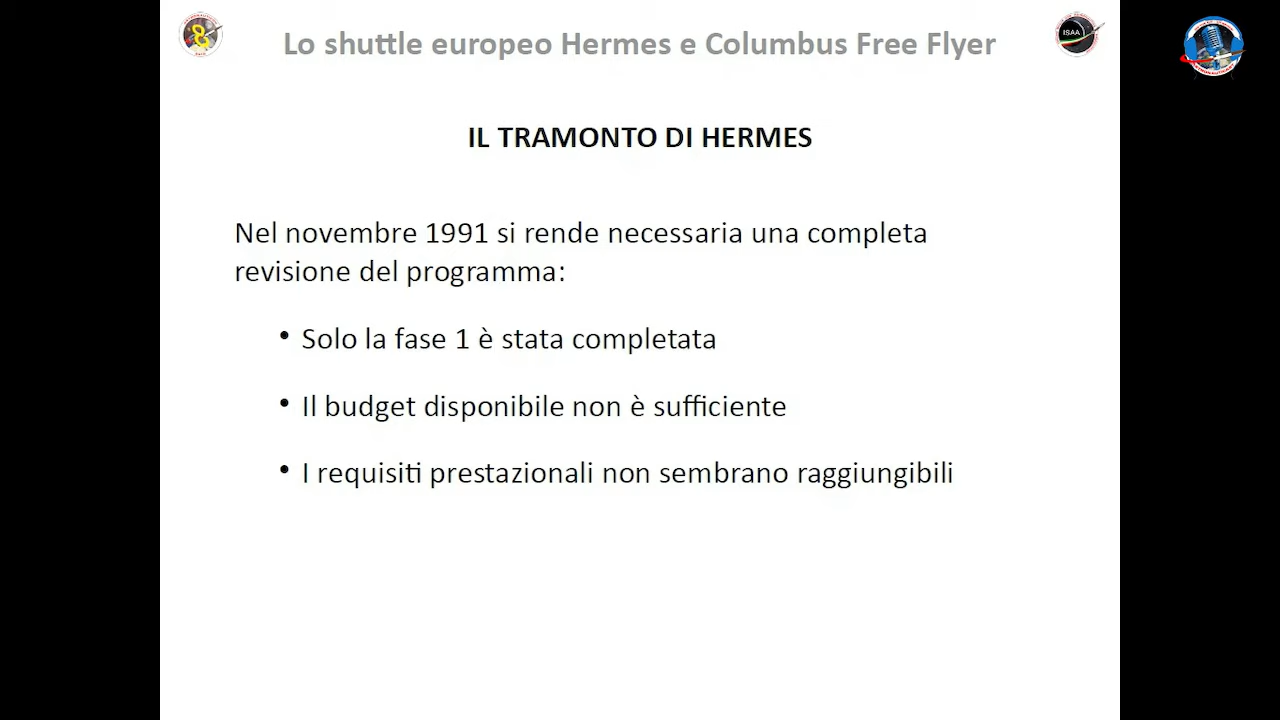 Lo shuttle europeo Hermes e Columbus Free Flyer
ISAA
IL TRAMONTO DI HERMES
Nel novembre 1991 si rende necessaria una completa
revisione del programma:
• Solo la fase 1 è stata completata
• Il budget disponibile non è sufficiente
• I requisiti prestazionali non sembrano raggiungibili